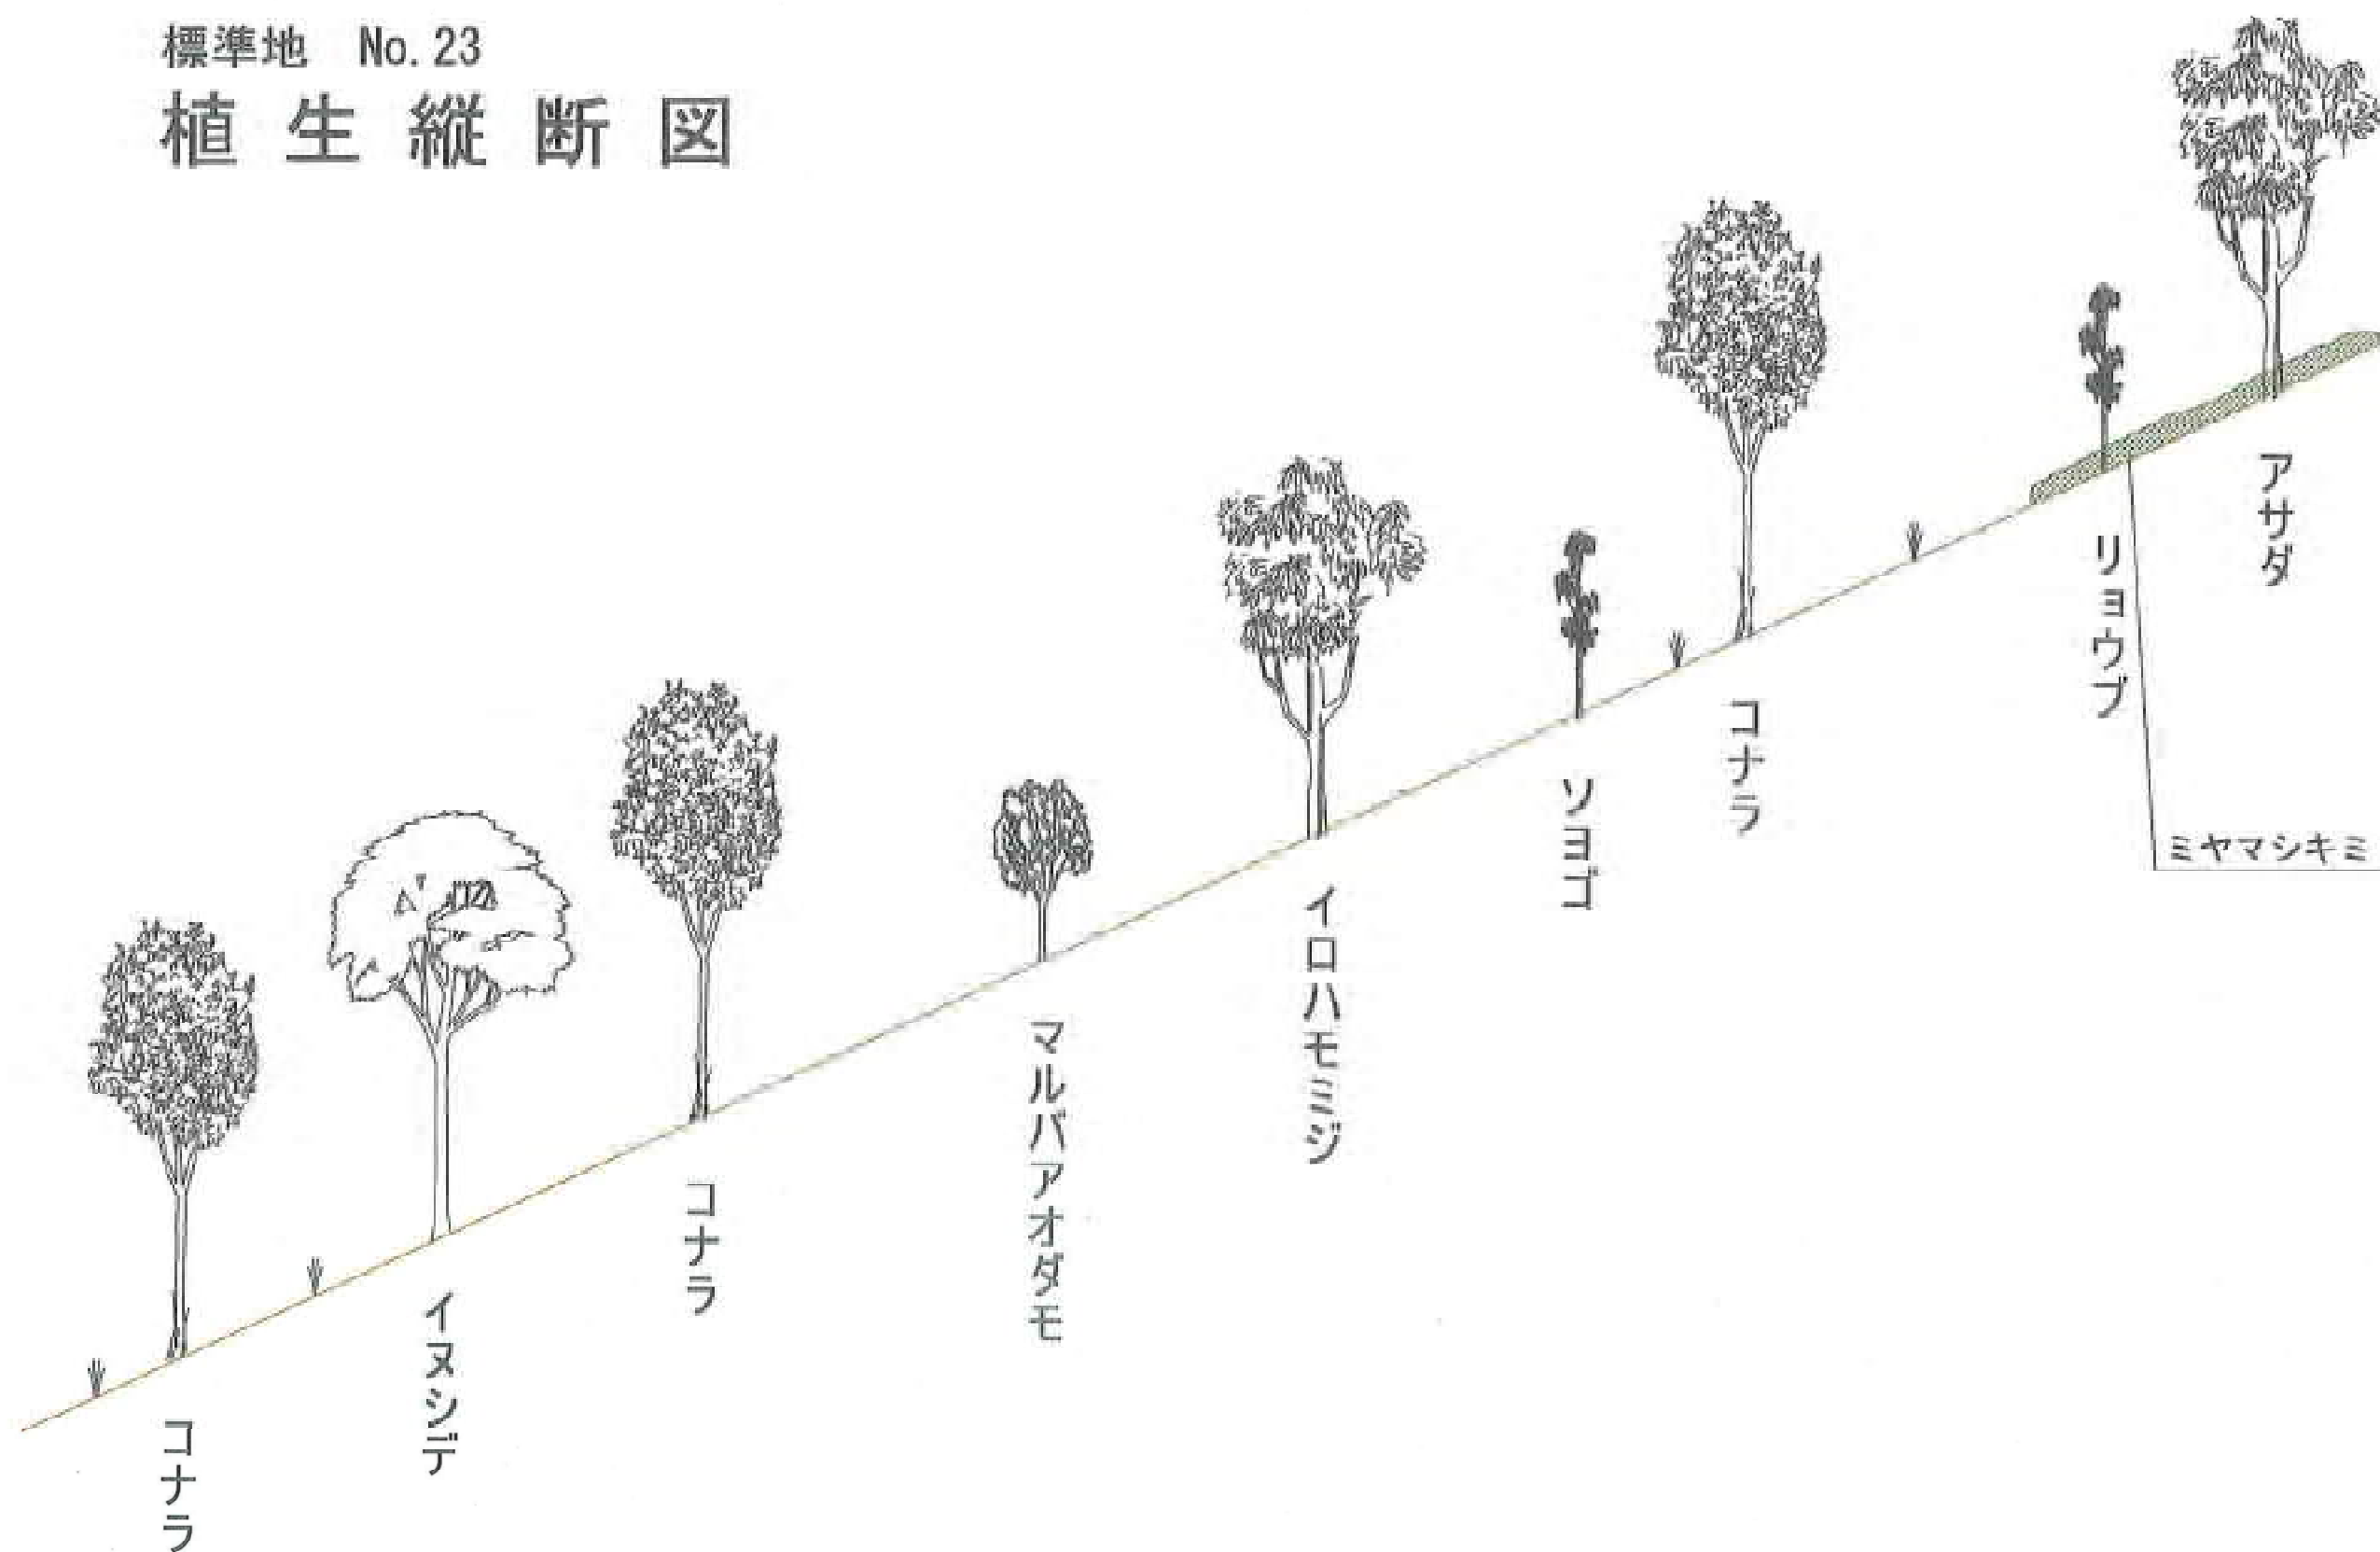 標準地 No.23
植生縦断図
コナラ
イヌシデ
コナラ
マルバアオダモ
イロハモミジ
ソヨゴ
コナラ
リョウブ
アサダ
ミヤマシキミ